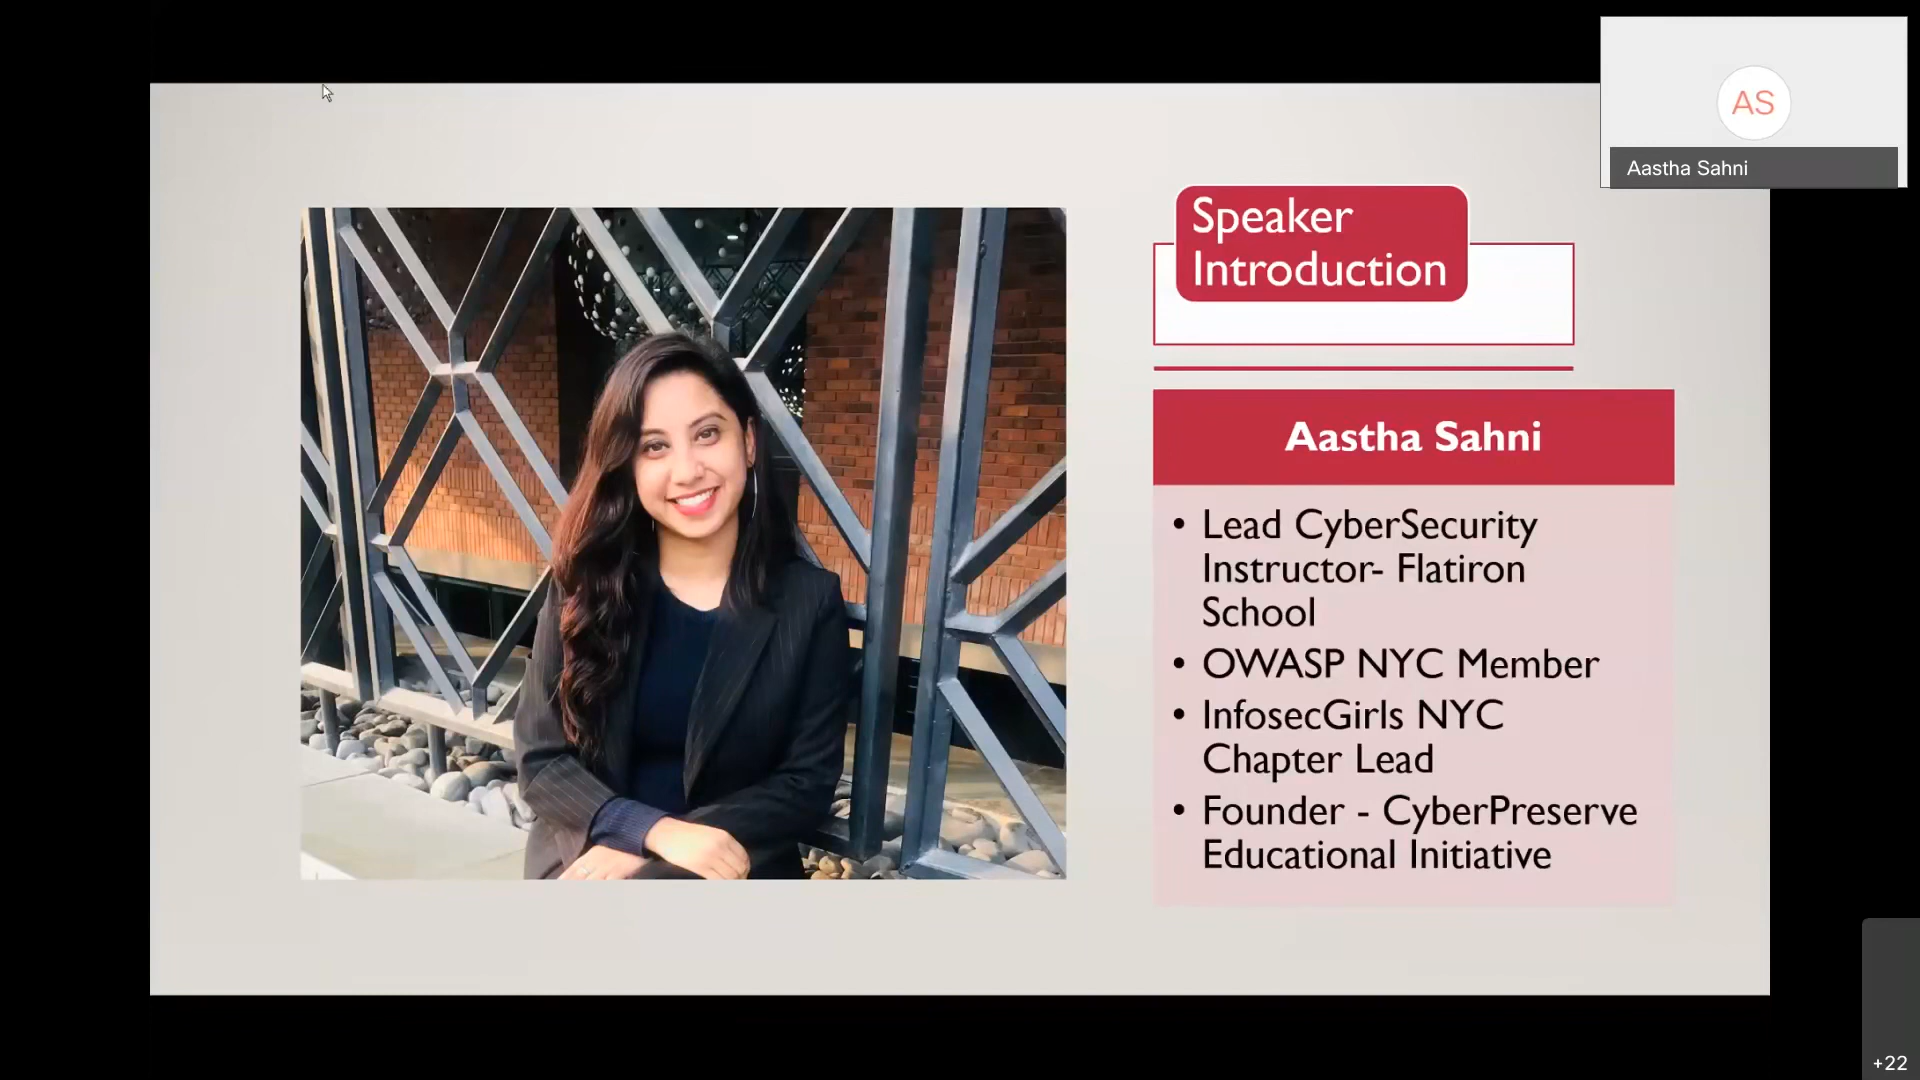 AS
Aastha Sahni
Speaker
Introduction
Aastha Sahni
• Lead CyberSecurity
Instructor- Flatiron
School
• OWASP NYC Member
• InfosecGirls NYC
Chapter Lead
• Founder - CyberPreserve
Educational Initiative
+22